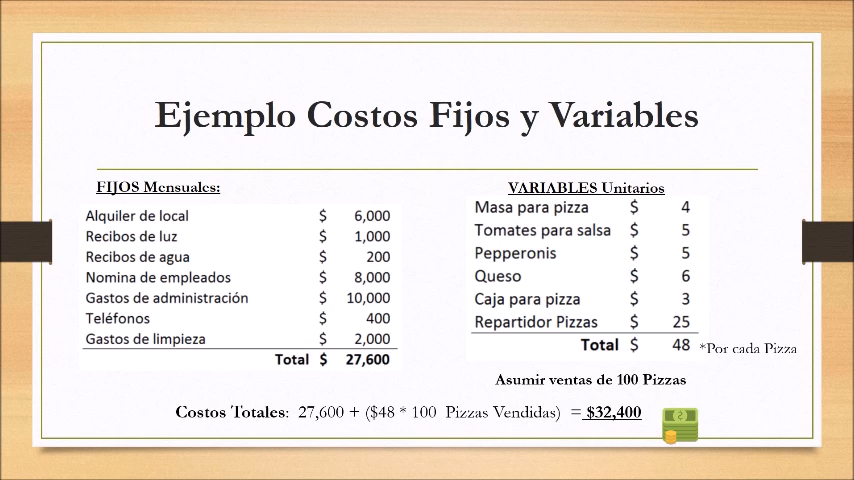 Ejemplo Costos Fijos y Variables
FIJOS Mensuales:
Alquiler de local $ 6,000
Recibos de luz $ 1,000
Recibos de agua $ 200
Nomina de empleados $ 8,000
Gastos de administración $ 10,000
Teléfonos $ 400
Gastos de limpieza $ 2,000
Total $ 27,600
VARIABLES Unitarios
Masa para pizza $ 4
Tomates para salsa $ 5
Pepperonis $ 5
Queso $ 6
Caja para pizza $ 3
Repartidor Pizzas $ 25
Total $ 48 *Por cada Pizza
Asumir ventas de 100 Pizzas
Costos Totales: 27,600 + ($48 * 100 Pizzas Vendidas) = $32,400